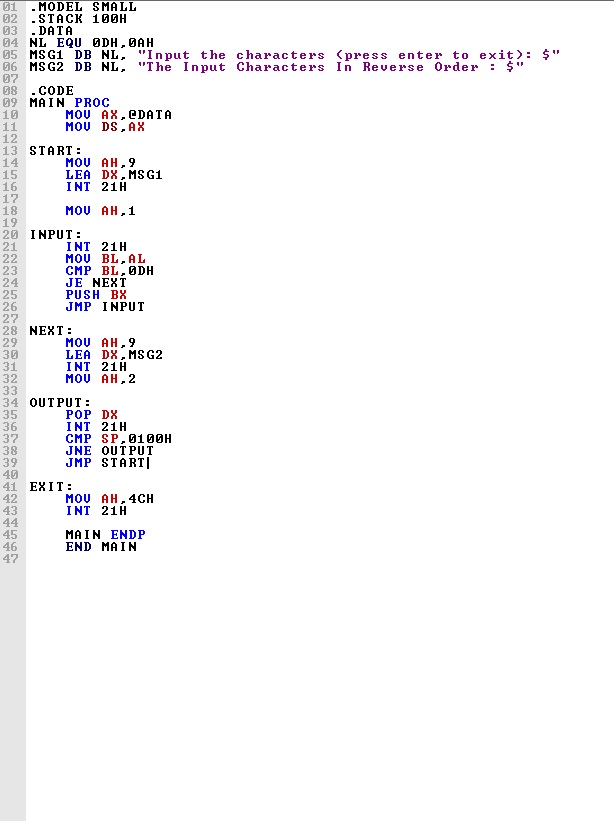 01 .MODEL SMALL
02 .STACK 100H
03 .DATA
04 NL EQU 0DH,0AH
05 MSG1 DB NL, "Input the characters (press enter to exit): $"
06 MSG2 DB NL, "The Input Characters In Reverse Order : $"
07
08 .CODE
09 MAIN PROC
10     MOV AX,@DATA
11     MOV DS,AX
12
13 START:
14     MOV AH,9
15     LEA DX,MSG1
16     INT 21H
17
18     MOV AH,1
19
20 INPUT:
21     INT 21H
22     MOV BL,AL
23     CMP BL,0DH
24     JE NEXT
25     PUSH BX
26     JMP INPUT
27
28 NEXT:
29     MOV AH,9
30     LEA DX,MSG2
31     INT 21H
32     MOV AH,2
33
34 OUTPUT:
35     POP DX
36     INT 21H
37     CMP SP,0100H
38     JNE OUTPUT
39     JMP START
40
41 EXIT:
42     MOV AH,4CH
43     INT 21H
44
45     MAIN ENDP
46     END MAIN
47